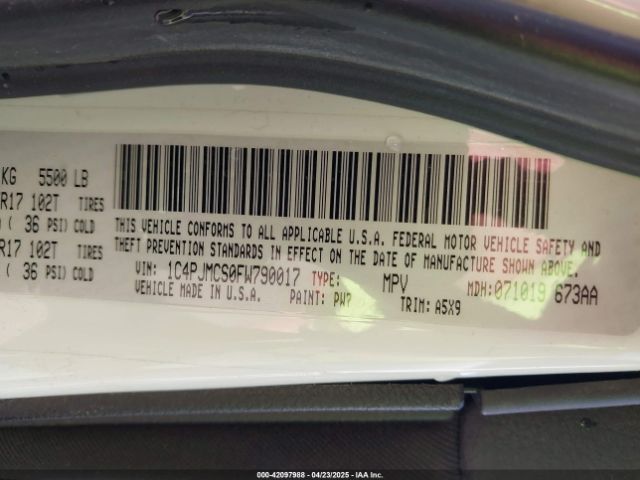 KG 5500 LB
R17 102T TIRES
( 36 PSI) COLD
R17 102T TIRES
( 36 PSI) COLD
THIS VEHICLE CONFORMS TO ALL APPLICABLE U.S.A. FEDERAL MOTOR VEHICLE SAFETY AND
THEFT PREVENTION STANDARDS IN EFFECT ON THE DATE OF MANUFACTURE SHOWN ABOVE.
VIN: 1C4PJMCS0FW790017 TYPE: MPV MDH:071019 673AA
VEHICLE MADE IN U.S.A. PAINT: PW7 TRIM: A5X9
000-42097988 - 04/23/2025 - IAA Inc.